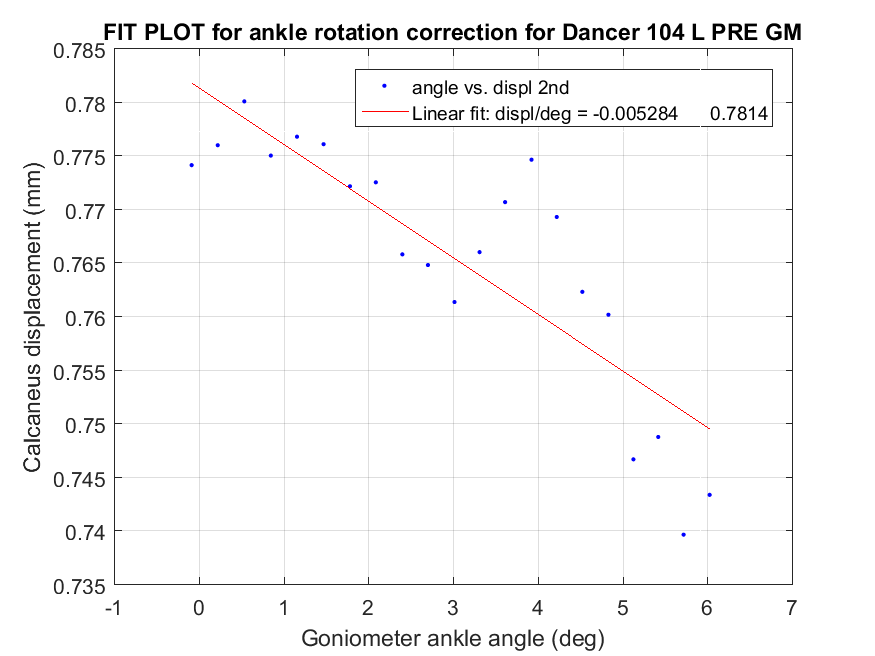 FIT PLOT for ankle rotation correction for Dancer 104 L PRE GM
0.785
0.78
0.775
0.77
0.765
0.76
0.755
0.75
0.745
0.74
0.735
Calcaneus displacement (mm)
angle vs. displ 2nd
Linear fit: displ/deg = -0.005284 0.7814
-1 0 1 2 3 4 5 6 7
Goniometer ankle angle (deg)